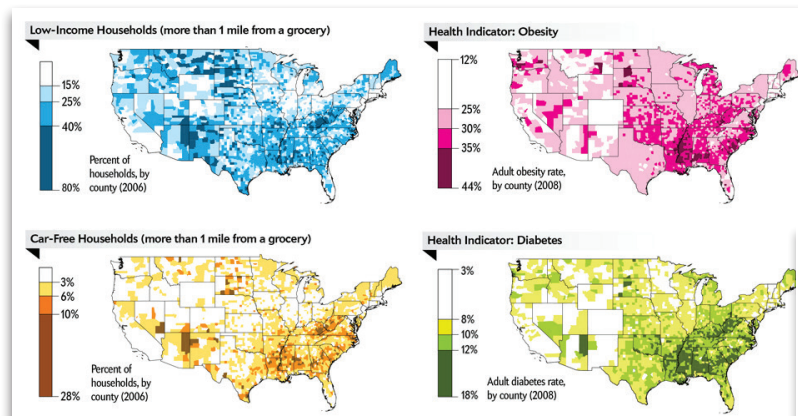 Low-Income Households (more than 1 mile from a grocery)
15%
25%
40%
80%
Percent of
households, by
county (2006)
Health Indicator: Obesity
12%
25%
30%
35%
44%
Adult obesity rate,
by county (2008)
Car-Free Households (more than 1 mile from a grocery)
3%
6%
10%
28%
Percent of
households, by
county (2006)
Health Indicator: Diabetes
3%
8%
10%
12%
18%
Adult diabetes rate,
by county (2008)